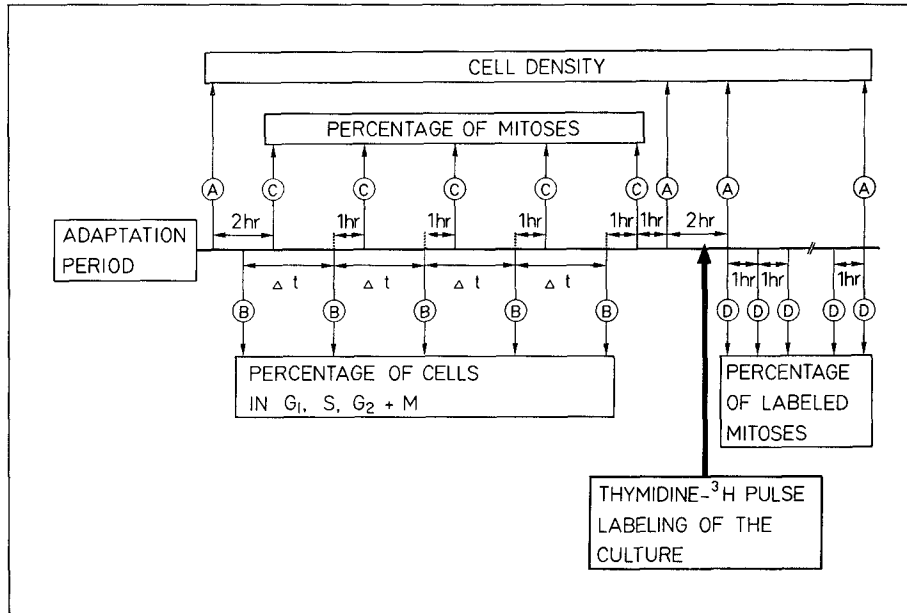 CELL DENSITY
PERCENTAGE OF MITOSES
A C C C C C A A A
2hr 1hr 1hr 1hr 1hr 1hr 2hr
ADAPTATION
PERIOD
Δ t Δ t Δ t Δ t 1hr 1hr 1hr
B B B B B D D D D D
PERCENTAGE OF CELLS
IN G₁, S, G₂ + M
PERCENTAGE
OF LABELED
MITOSES
THYMIDINE-³H PULSE
LABELING OF THE
CULTURE